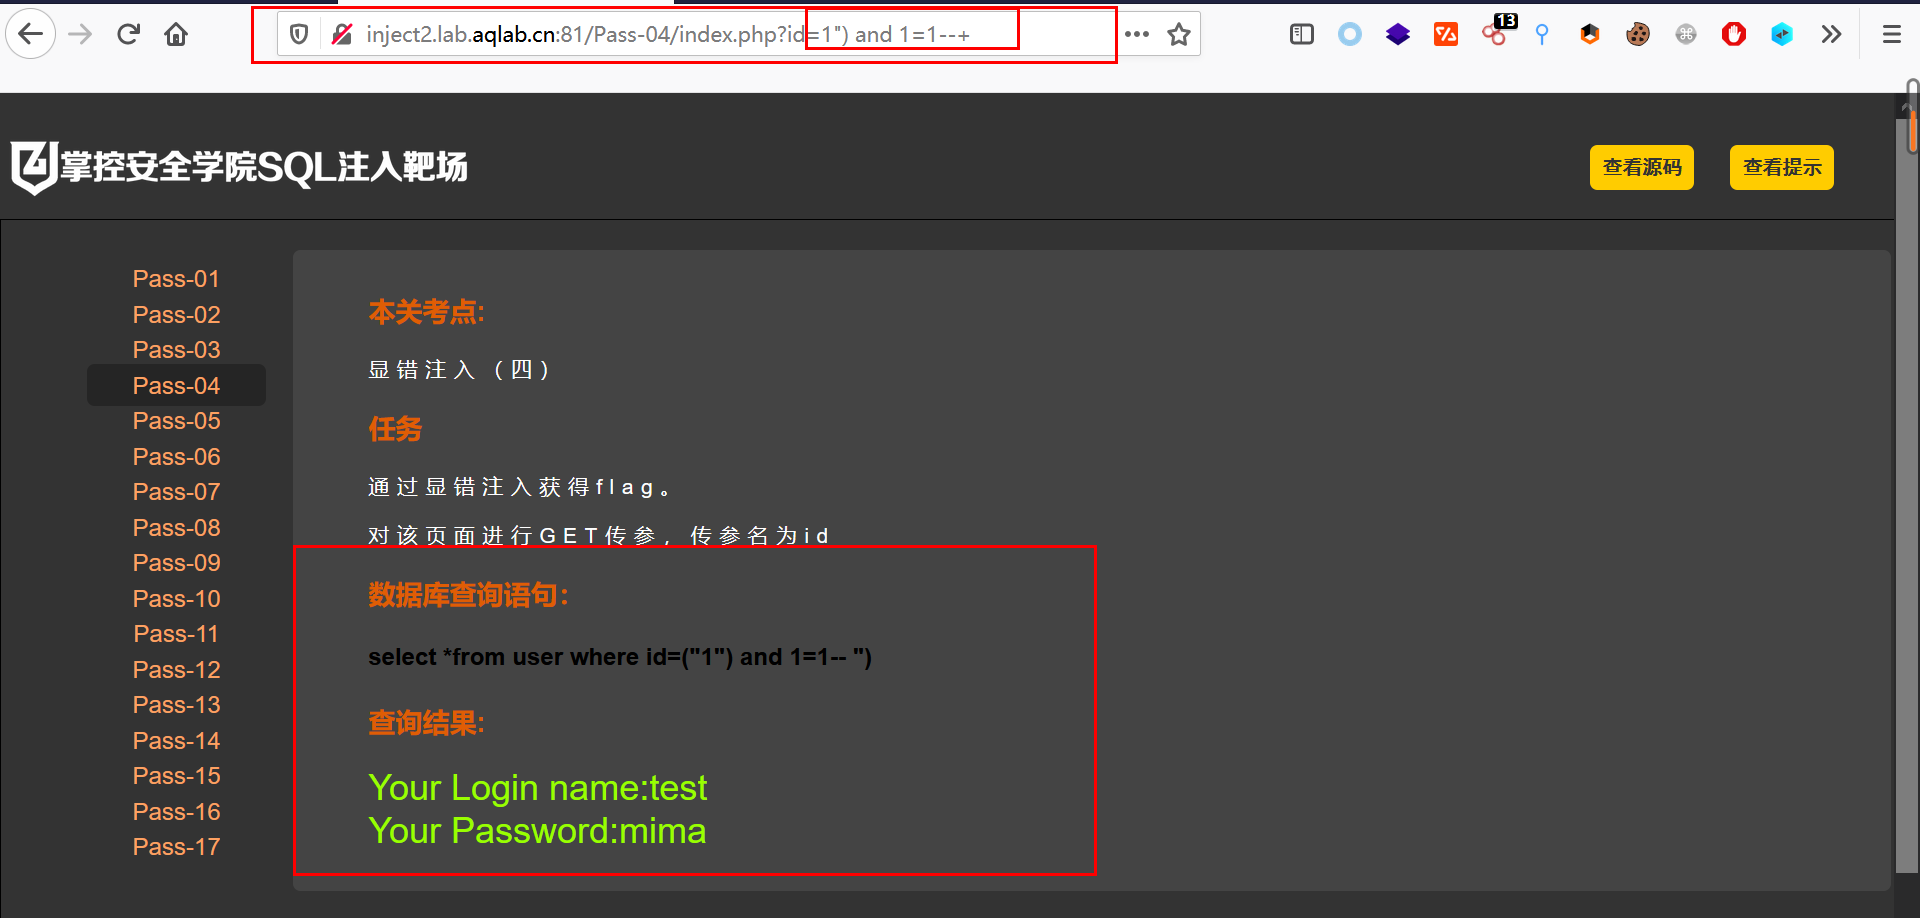 inject2.lab.aqlab.cn:81/Pass-04/index.php?id=1") and 1=1--+
13
掌控安全学院SQL注入靶场
查看源码
查看提示
Pass-01
Pass-02
Pass-03
Pass-04
Pass-05
Pass-06
Pass-07
Pass-08
Pass-09
Pass-10
Pass-11
Pass-12
Pass-13
Pass-14
Pass-15
Pass-16
Pass-17
本关考点:
显错注入（四）
任务
通过显错注入获得flag。
对该页面进行GET传参，传参名为id
数据库查询语句：
select *from user where id=("1") and 1=1-- ")
查询结果:
Your Login name:test
Your Password:mima